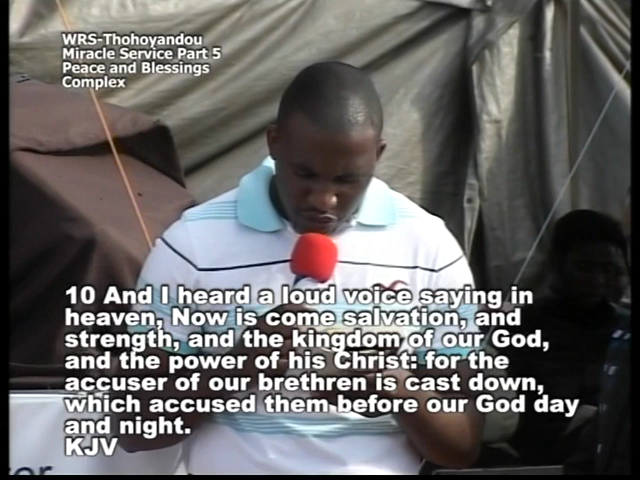 WRS-Thohoyandou
Miracle Service Part 5
Peace and Blessings
Complex
10 And I heard a loud voice saying in
heaven, Now is come salvation, and
strength, and the kingdom of our God,
and the power of his Christ: for the
accuser of our brethren is cast down,
which accused them before our God day
and night.
KJV